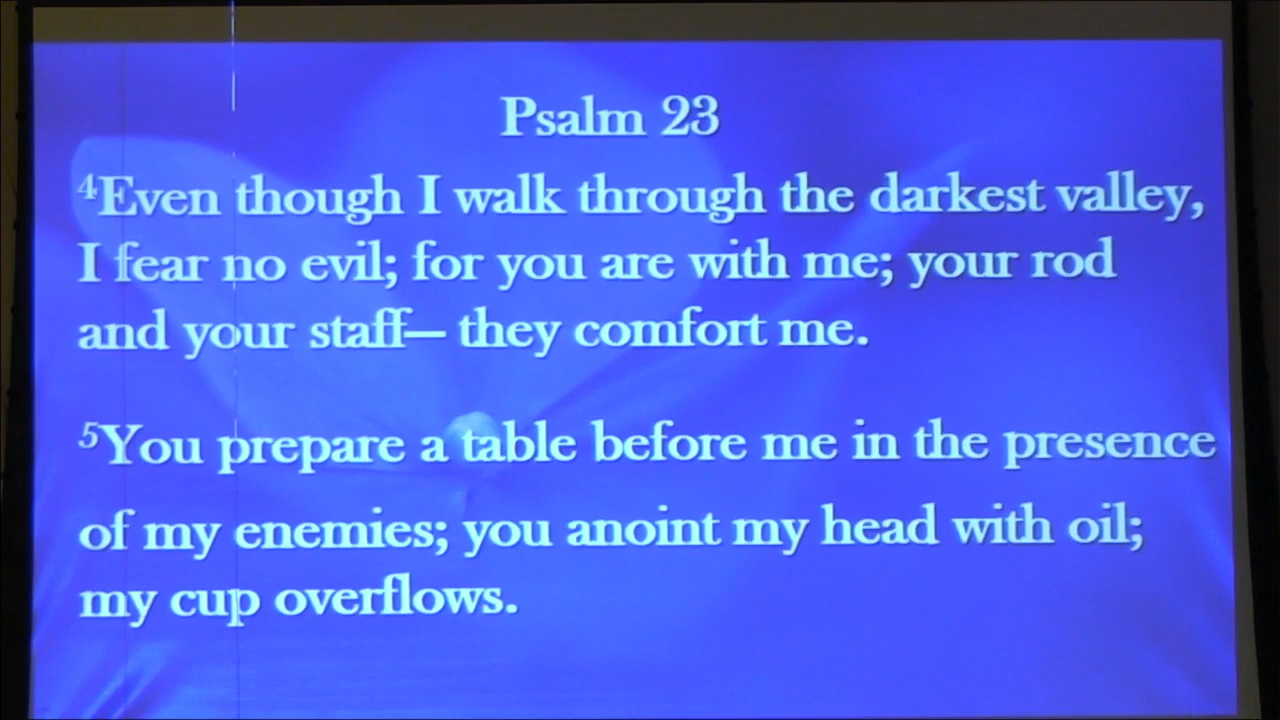 Psalm 23
⁴Even though I walk through the darkest valley,
I fear no evil; for you are with me; your rod
and your staff— they comfort me.
⁵You prepare a table before me in the presence
of my enemies; you anoint my head with oil;
my cup overflows.